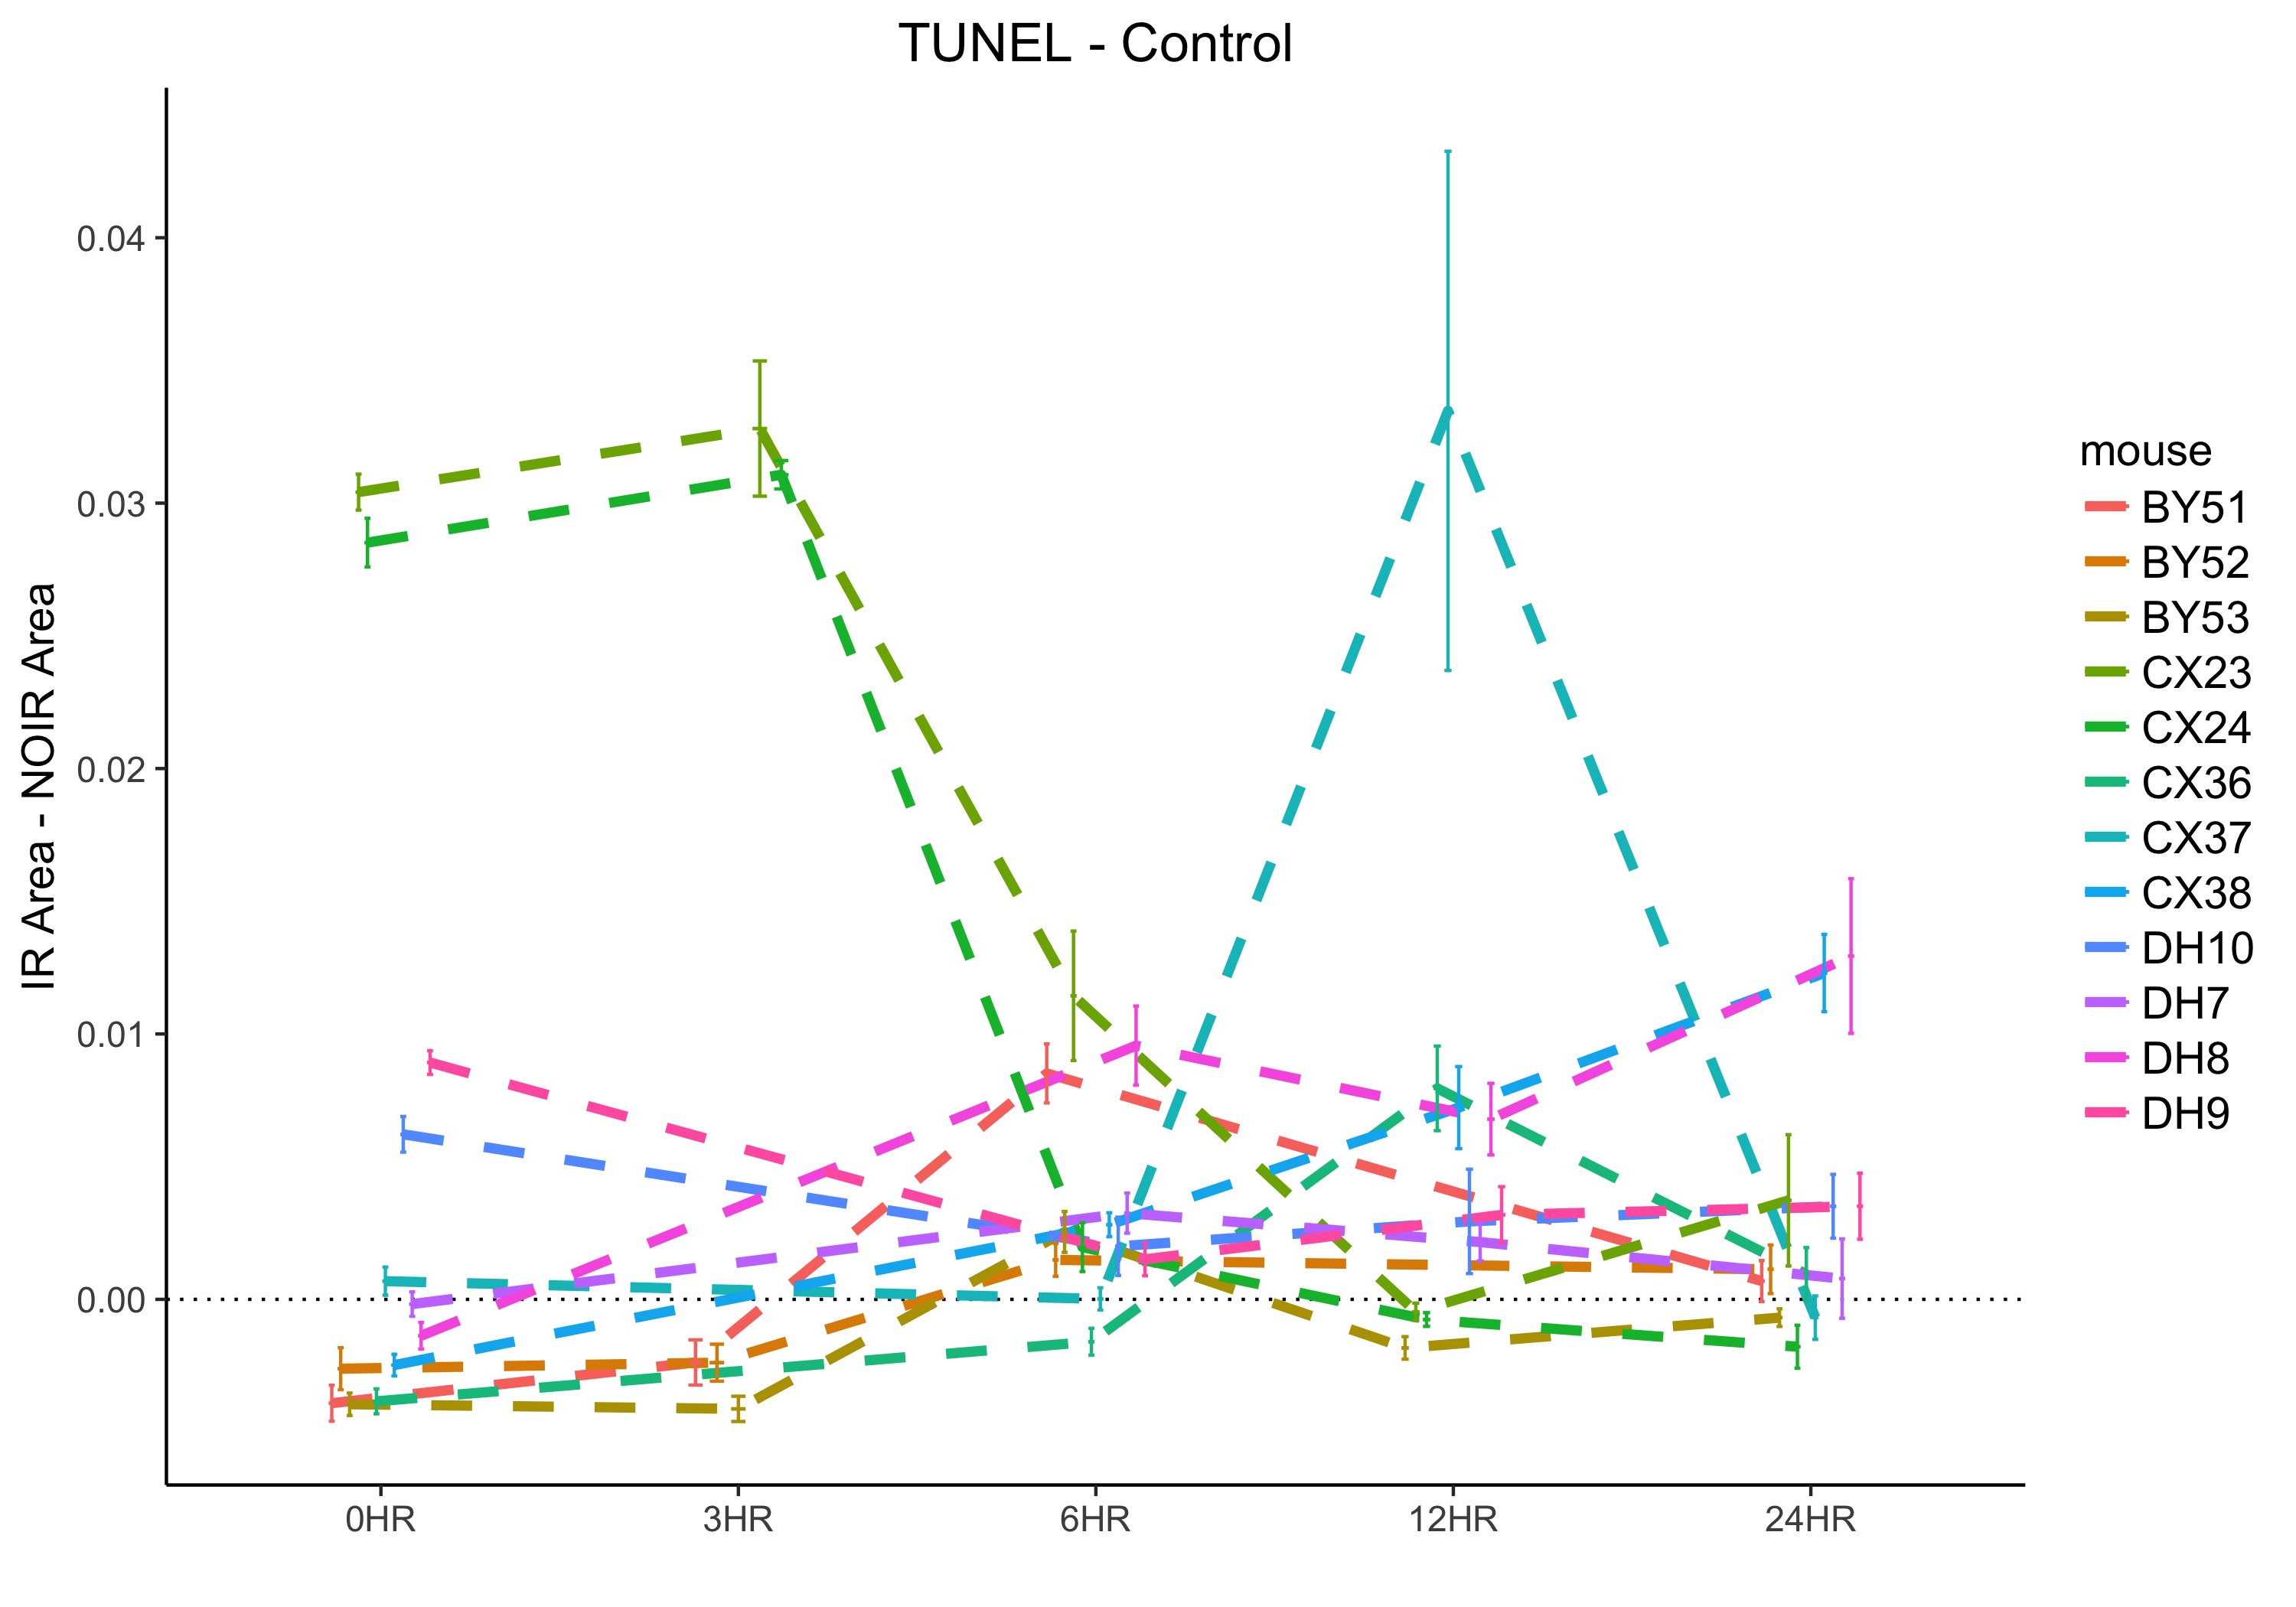 TUNEL - Control
IR Area - NOIR Area
0.04
0.03
0.02
0.01
0.00
0HR
3HR
6HR
12HR
24HR
mouse
BY51
BY52
BY53
CX23
CX24
CX36
CX37
CX38
DH10
DH7
DH8
DH9